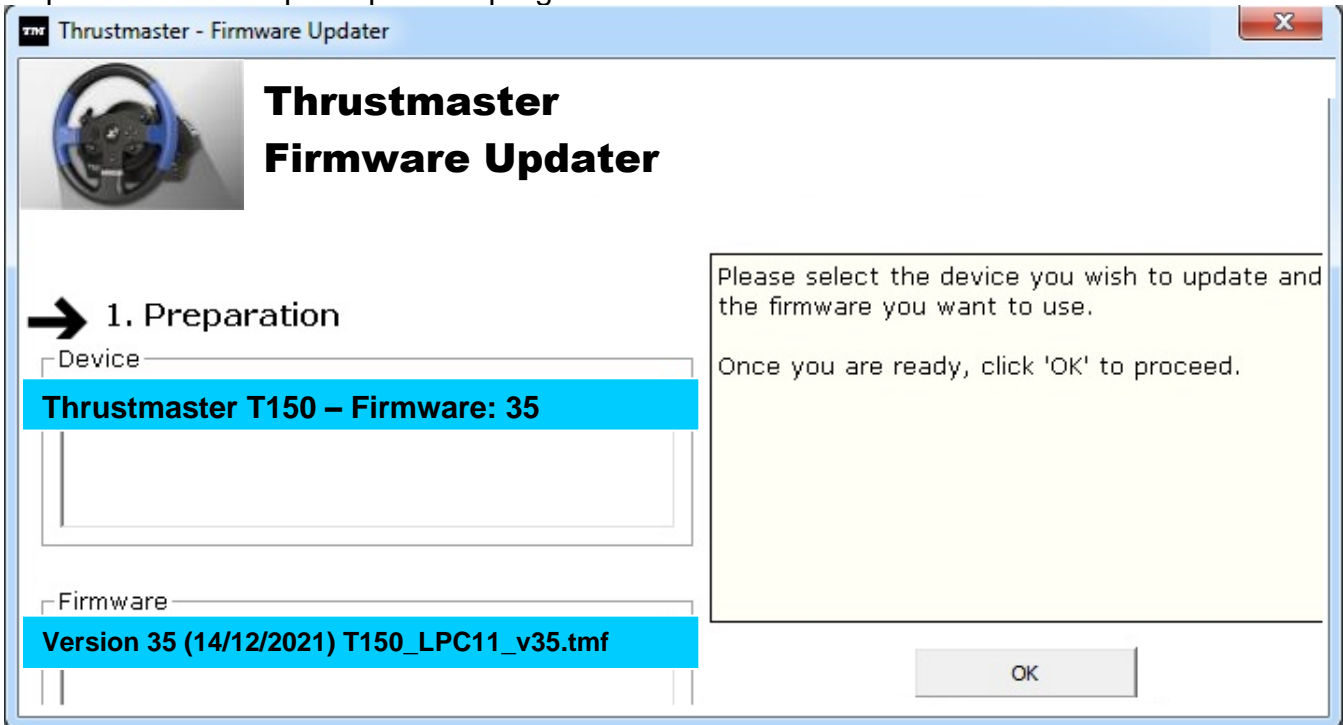 Thrustmaster - Firmware Updater
Thrustmaster
Firmware Updater
1. Preparation
Device
Thrustmaster T150 – Firmware: 35
Firmware
Version 35 (14/12/2021) T150_LPC11_v35.tmf
Please select the device you wish to update and
the firmware you want to use.
Once you are ready, click 'OK' to proceed.
OK